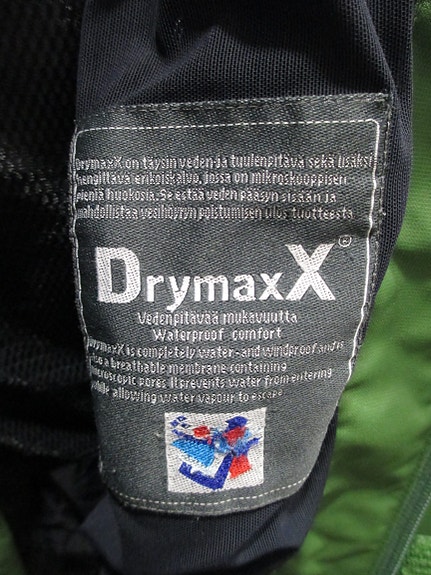 DrymaxX on täysin veden-ja tuulenpitävä sekä lisäksi
hengittävä erikoiskalvo, jossa on mikroskooppisen
pieniä huokosia. Se estää veden pääsyn sisään ja
mahdollistaa vesihöyryn poistumisen ulos tuotteesta
DrymaxX®
Vedenpitävää mukavuutta
Waterproof comfort
DrymaxX is completely water-and windproof and is
also a breathable membrane containing
microscopic pores. It prevents water from entering
while allowing water vapour to escape